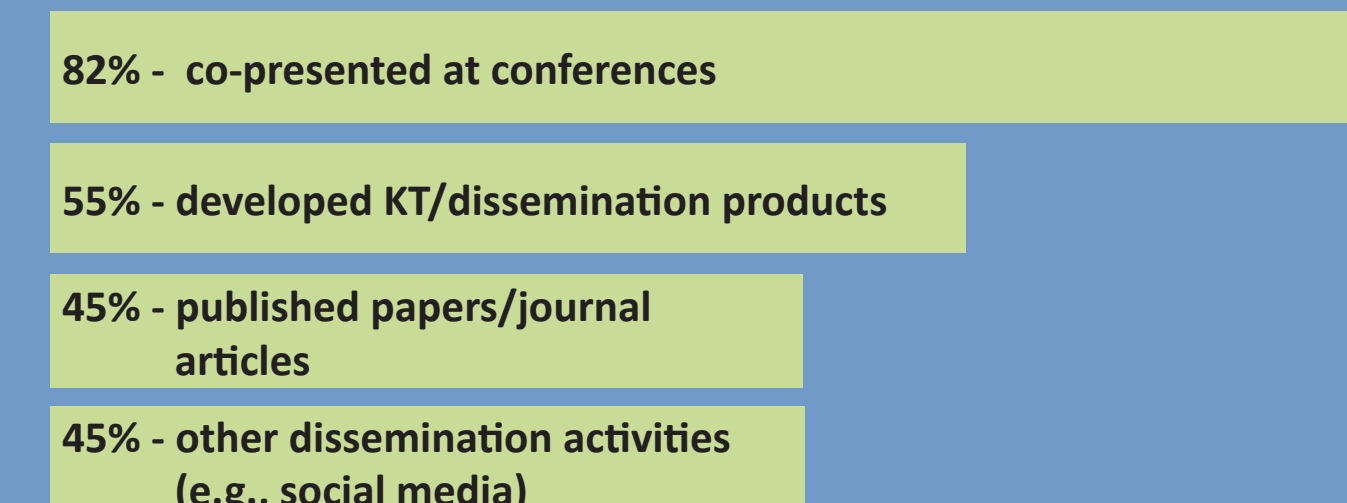 82% - co-presented at conferences
55% - developed KT/dissemination products
45% - published papers/journal
articles
45% - other dissemination activities
(e.g., social media)